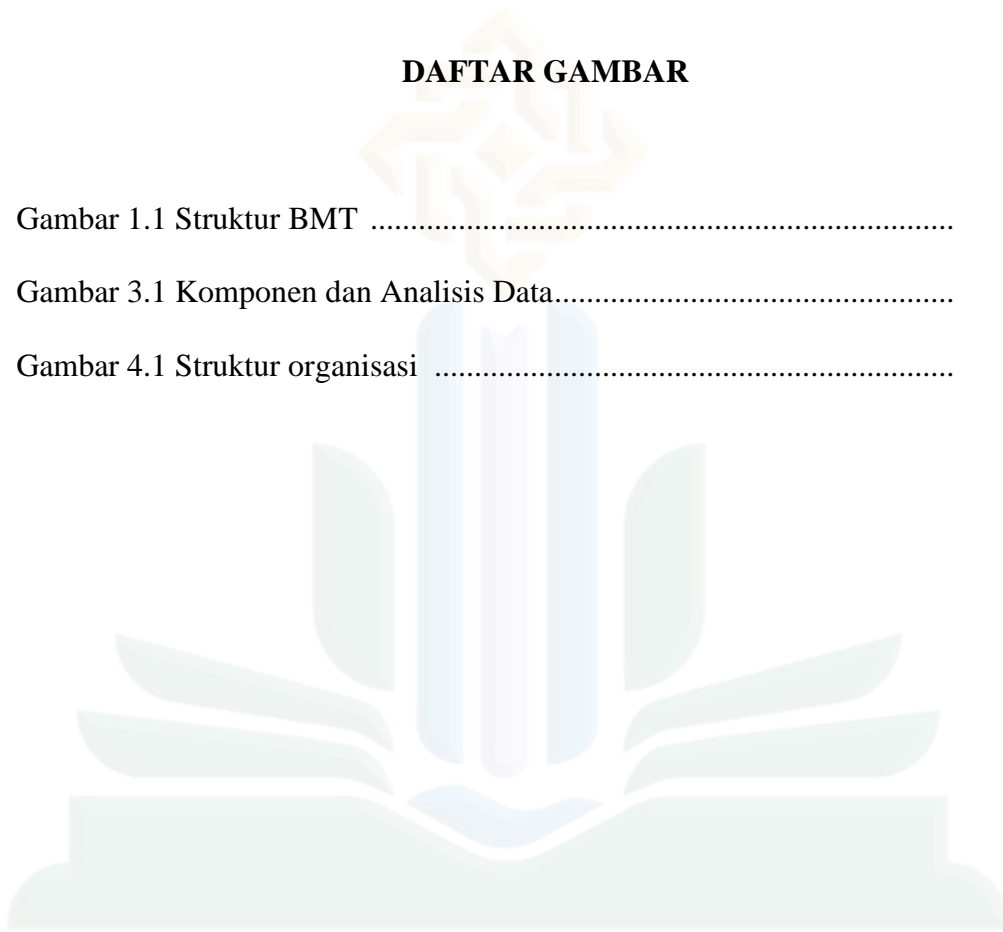 DAFTAR GAMBAR
Gambar 1.1 Struktur BMT .........................................................................
Gambar 3.1 Komponen dan Analisis Data..................................................
Gambar 4.1 Struktur organisasi .................................................................